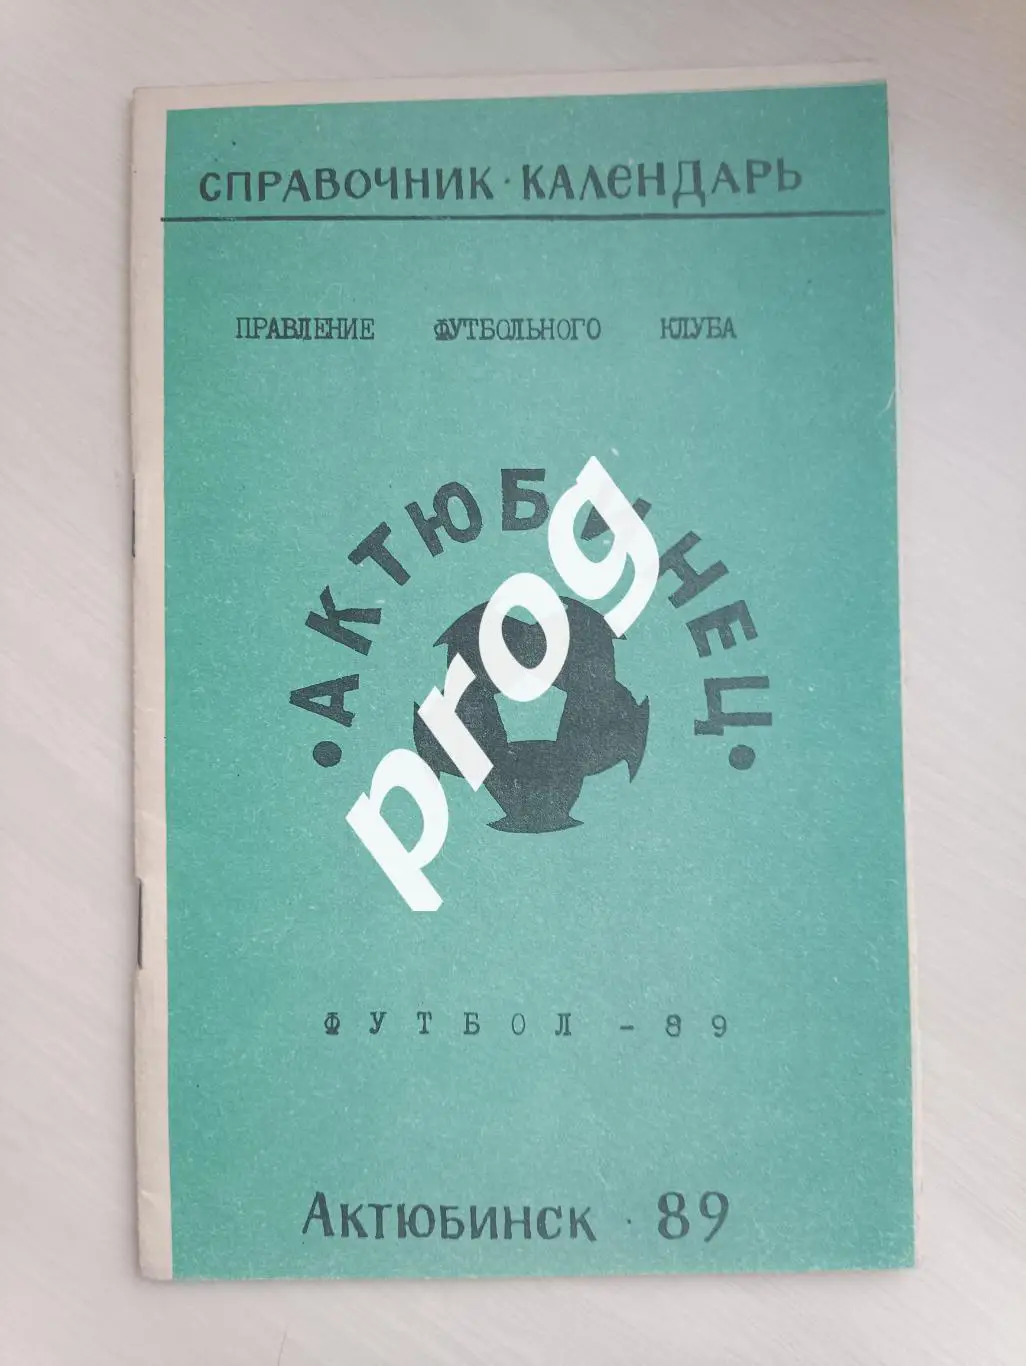 СПРАВОЧНИК · КАЛЕНДАРЬ
ПРАВЛЕНИЕ ФУТБОЛЬНОГО КЛУБА
· АКТЮБИНЕЦ ·
prog
ФУТБОЛ - 89
АКТЮБИНСК · 89